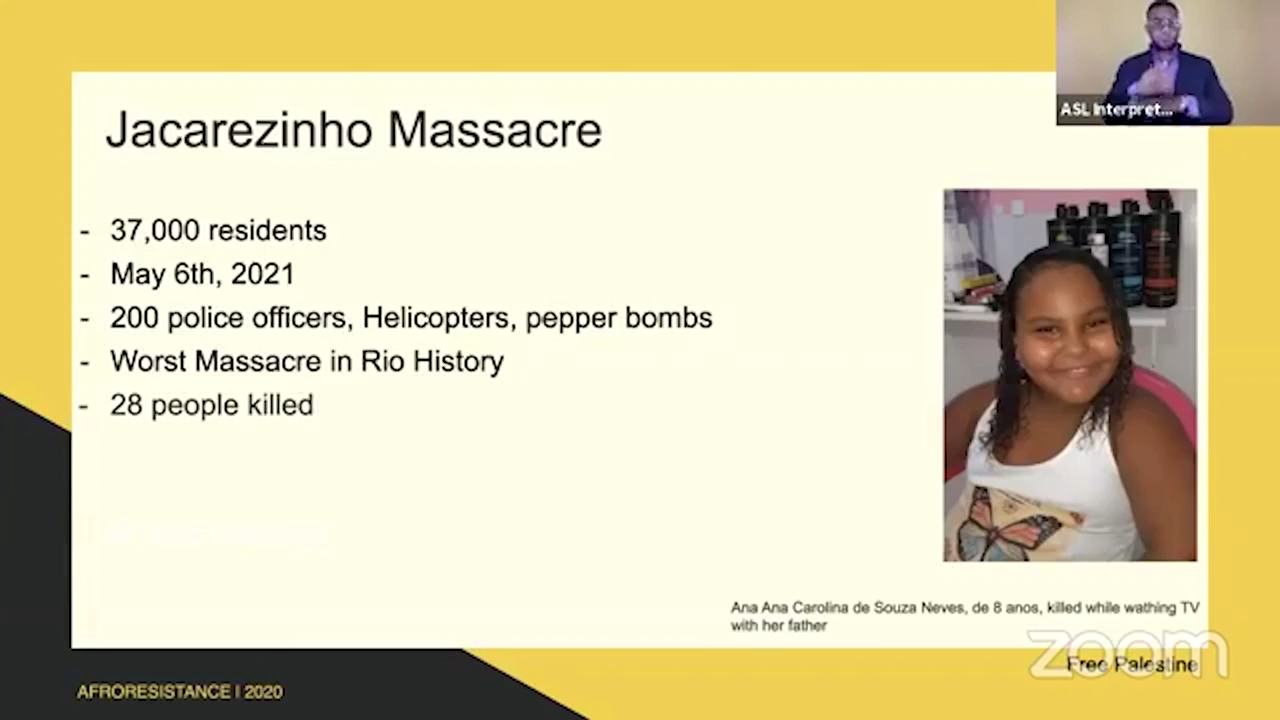 ASL Interpret...
Jacarezinho Massacre
- 37,000 residents
- May 6th, 2021
- 200 police officers, Helicopters, pepper bombs
- Worst Massacre in Rio History
- 28 people killed
Ana Ana Carolina de Souza Neves, de 8 anos, killed while wathing TV
with her father
zoom
Free Palestine
AFRORESISTANCE | 2020